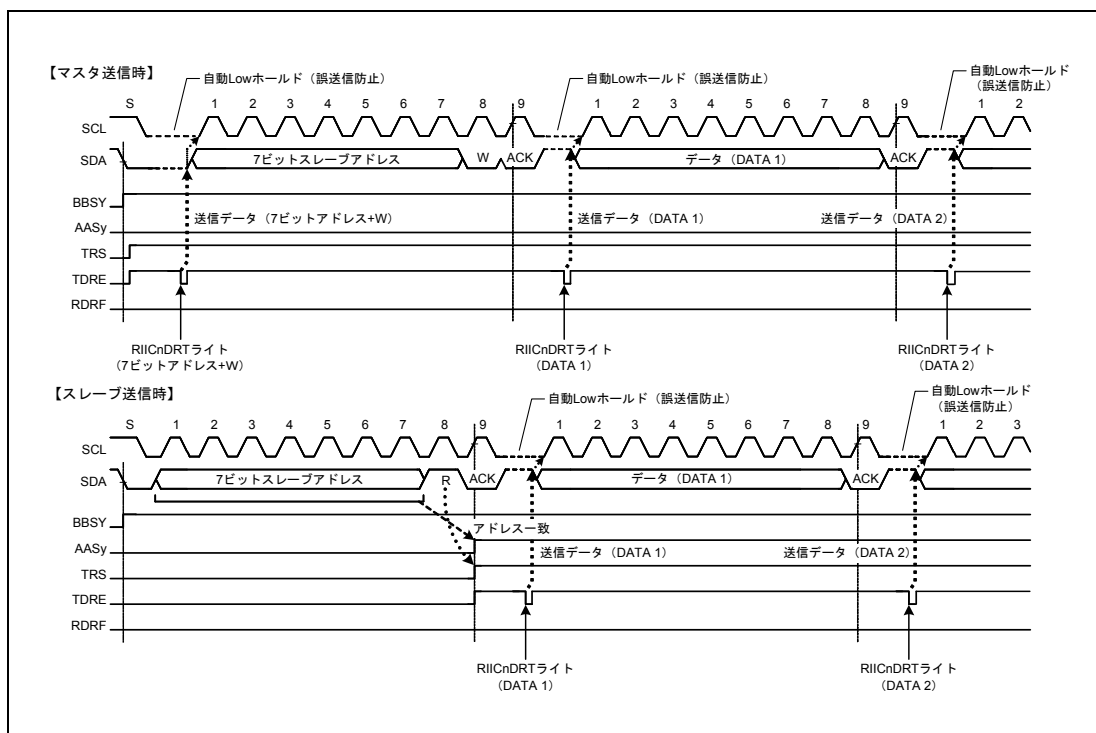 【マスタ送信時】
自動Lowホールド（誤送信防止） 自動Lowホールド（誤送信防止） 自動Lowホールド
（誤送信防止）
S 1 2 3 4 5 6 7 8 9 1 2 3 4 5 6 7 8 9 1 2
SCL
SDA 7ビットスレーブアドレス W ACK データ（DATA 1） ACK
BBSY
送信データ（7ビットアドレス+W） 送信データ（DATA 1） 送信データ（DATA 2）
AASy
TRS
TDRE
RDRF
RIICnDRTライト RIICnDRTライト RIICnDRTライト
（7ビットアドレス+W） （DATA 1） （DATA 2）
【スレーブ送信時】
自動Lowホールド（誤送信防止） 自動Lowホールド
（誤送信防止）
S 1 2 3 4 5 6 7 8 9 1 2 3 4 5 6 7 8 9 1 2 3
SCL
SDA 7ビットスレーブアドレス R ACK データ（DATA 1） ACK
BBSY
アドレス一致
AASy
送信データ（DATA 1） 送信データ（DATA 2）
TRS
TDRE
RDRF
RIICnDRTライト RIICnDRTライト
（DATA 1） （DATA 2）